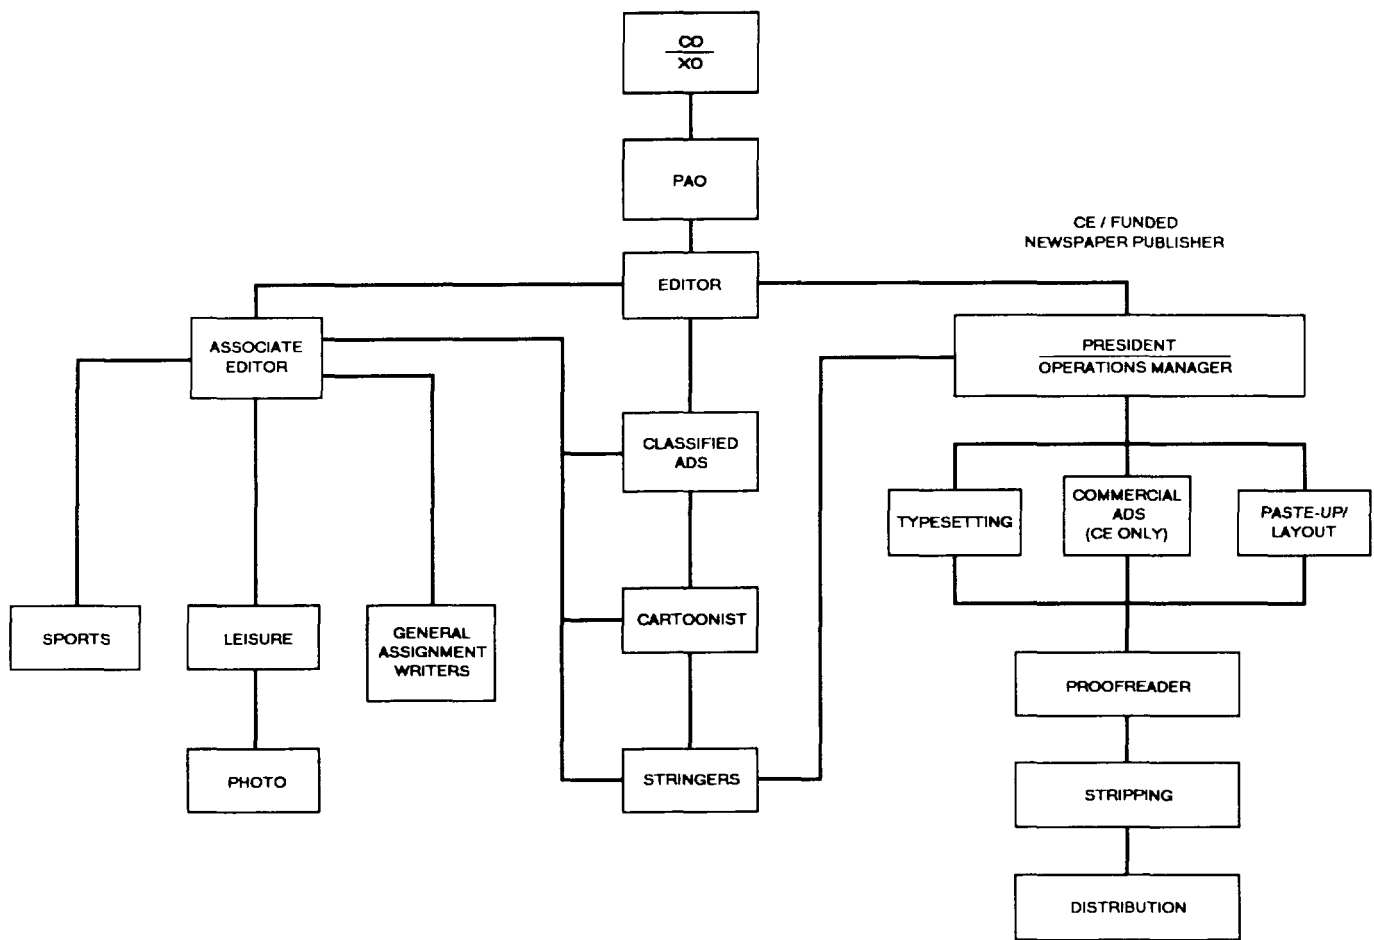 CO
XO
PAO
CE / FUNDED
NEWSPAPER PUBLISHER
EDITOR
ASSOCIATE
EDITOR
PRESIDENT
OPERATIONS MANAGER
CLASSIFIED
ADS
TYPESETTING
COMMERCIAL
ADS
(CE ONLY)
PASTE-UP/
LAYOUT
SPORTS
LEISURE
GENERAL
ASSIGNMENT
WRITERS
CARTOONIST
PROOFREADER
PHOTO
STRINGERS
STRIPPING
DISTRIBUTION